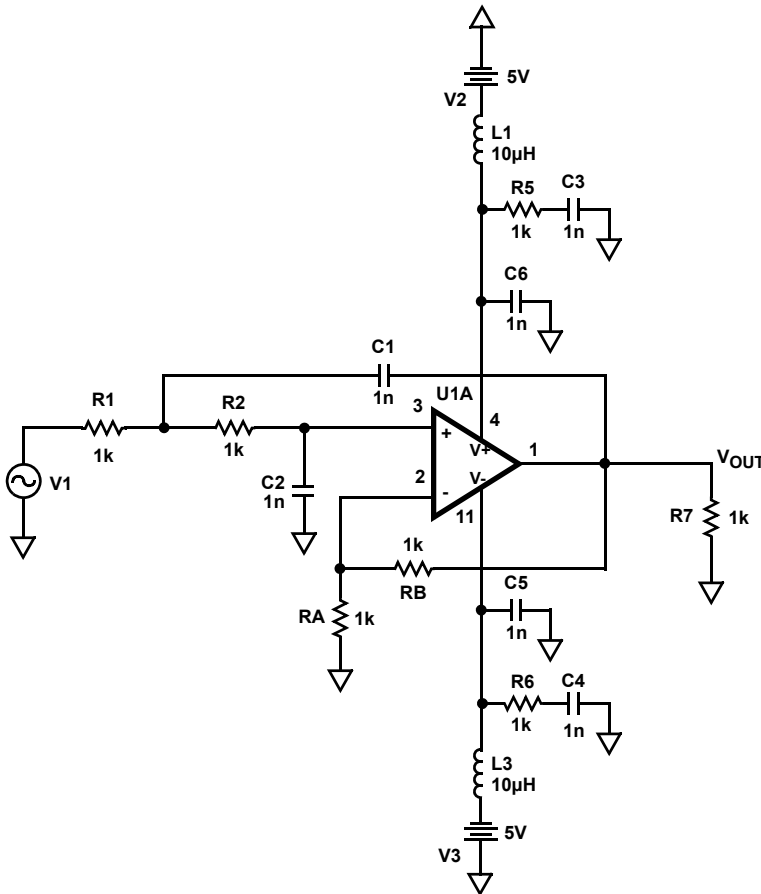 5V
V2
L1
10µH
R5
C3
1k
1n
C6
1n
C1
1n
U1A
R1
R2
3
4
+
1k
1k
V+
1
VOUT
V1
C2
1n
2
-
V-
11
R7
1k
1k
RB
RA
1k
C5
1n
R6
C4
1k
1n
L3
10µH
5V
V3